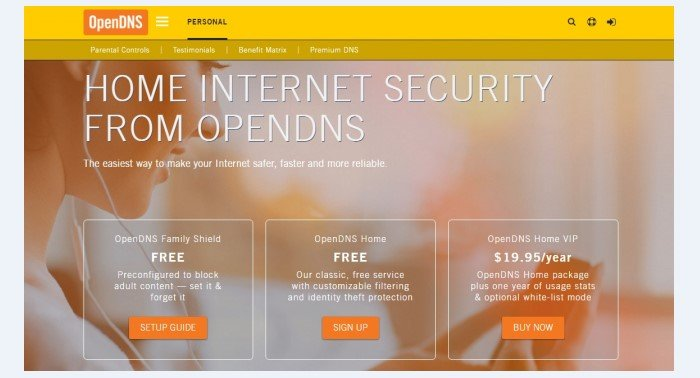 OpenDNS
PERSONAL
Parental Controls | Testimonials | Benefit Matrix | Premium DNS
HOME INTERNET SECURITY
FROM OPENDNS
The easiest way to make your Internet safer, faster and more reliable.
OpenDNS Family Shield
FREE
Preconfigured to block
adult content — set it &
forget it
SETUP GUIDE
OpenDNS Home
FREE
Our classic, free service
with customizable filtering
and identity theft protection
SIGN UP
OpenDNS Home VIP
$19.95/year
OpenDNS Home package
plus one year of usage stats
& optional white-list mode
BUY NOW